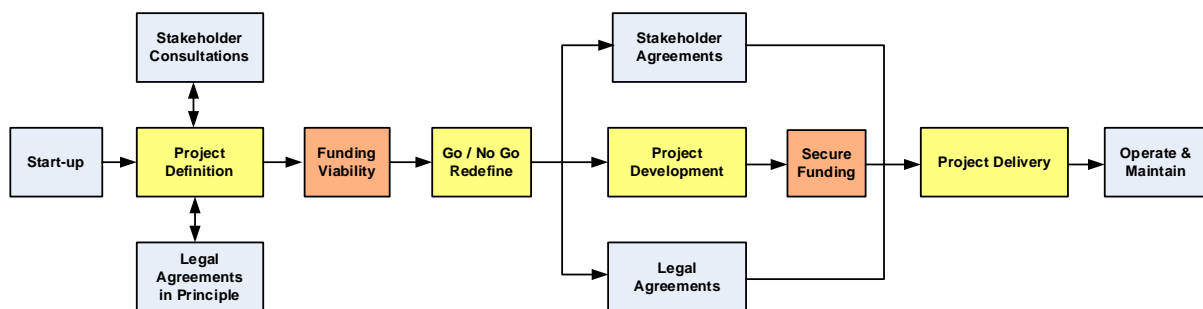 Stakeholder
Consultations
Start-up
Project
Definition
Legal
Agreements
in Principle
Funding
Viability
Go / No Go
Redefine
Stakeholder
Agreements
Project
Development
Legal
Agreements
Secure
Funding
Project Delivery
Operate &
Maintain